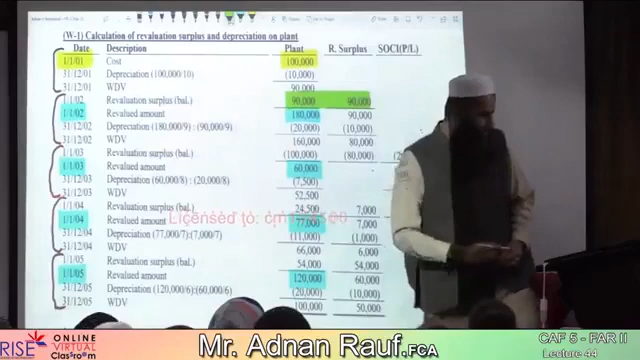 (W-1) Calculation of revaluation surplus and depreciation on plant
Date Description Plant R. Surplus SOCI(P/L)
1/1/01 Cost 100,000
31/12/01 Depreciation (100,000/10) (10,000)
31/12/01 WDV 90,000
1/1/02 Revaluation surplus (bal.) 90,000 90,000
1/1/02 Revalued amount 180,000 90,000
31/12/02 Depreciation (180,000/9) : (90,000/9) (20,000) (10,000)
31/12/02 WDV 160,000 80,000
1/1/03 Revaluation surplus (bal.) (100,000) (80,000)
1/1/03 Revalued amount 60,000
31/12/03 Depreciation (60,000/8) : (20,000/8) (7,500)
31/12/03 WDV 52,500
1/1/04 Revaluation surplus (bal.) 24,500 7,000
1/1/04 Revalued amount 77,000 7,000
31/12/04 Depreciation (77,000/7):(7,000/7) (11,000) (1,000)
31/12/04 WDV 66,000 6,000
1/1/05 Revaluation surplus (bal.) 54,000 54,000
1/1/05 Revalued amount 120,000 60,000
31/12/05 Depreciation (120,000/6):(60,000/6) (20,000) (10,000)
31/12/05 WDV 100,000 50,000
Licensed to:
RISE ONLINE VIRTUAL Classroom
Mr. Adnan Rauf.FCA
CAF 5 - FAR II
Lecture 44